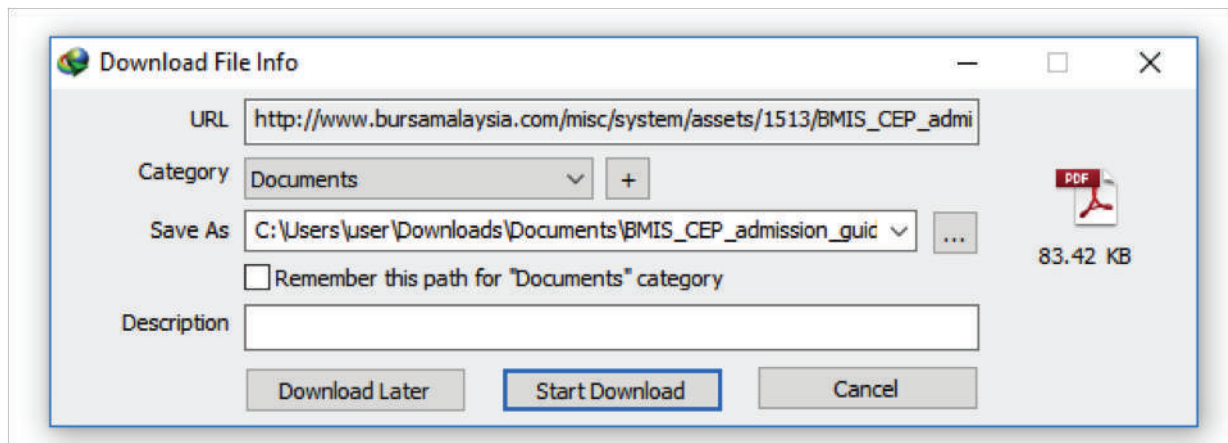 Download File Info
URL http://www.bursamalaysia.com/misc/system/assets/1513/BMIS_CEP_admi
Category Documents +
PDF
Save As C:\Users\user\Downloads\Documents\BMIS_CEP_admission_guid ...
83.42 KB
Remember this path for "Documents" category
Description
Download Later Start Download Cancel